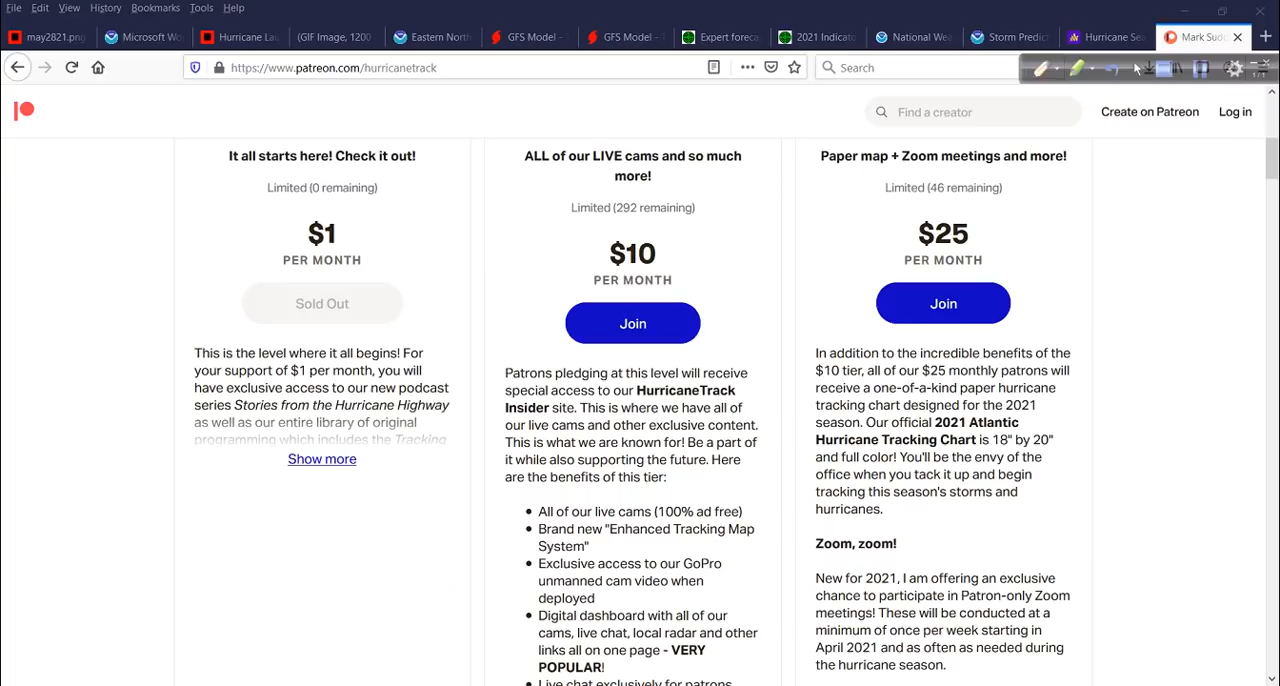 File Edit View History Bookmarks Tools Help
may2821.png
Microsoft Wo
Hurricane La
(GIF Image, 1200
Eastern North
GFS Model -
GFS Model -
Expert foreca
2021 Indicato
National Wea
Storm Predic
Hurricane Sea
Mark Sudd
https://www.patreon.com/hurricanetrack
Search
1/1
Find a creator
Create on Patreon
Log in
It all starts here! Check it out!
Limited (0 remaining)
$1
PER MONTH
Sold Out
This is the level where it all begins! For
your support of $1 per month, you will
have exclusive access to our new podcast
series Stories from the Hurricane Highway
as well as our entire library of original
programming which includes the Tracking
Show more
ALL of our LIVE cams and so much
more!
Limited (292 remaining)
$10
PER MONTH
Join
Patrons pledging at this level will receive
special access to our HurricaneTrack
Insider site. This is where we have all of
our live cams and other exclusive content.
This is what we are known for! Be a part of
it while also supporting the future. Here
are the benefits of this tier:
• All of our live cams (100% ad free)
• Brand new "Enhanced Tracking Map
System"
• Exclusive access to our GoPro
unmanned cam video when
deployed
• Digital dashboard with all of our
cams, live chat, local radar and other
links all on one page - VERY
POPULAR!
• Live chat exclusively for patrons
Paper map + Zoom meetings and more!
Limited (46 remaining)
$25
PER MONTH
Join
In addition to the incredible benefits of the
$10 tier, all of our $25 monthly patrons will
receive a one-of-a-kind paper hurricane
tracking chart designed for the 2021
season. Our official 2021 Atlantic
Hurricane Tracking Chart is 18" by 20"
and full color! You'll be the envy of the
office when you tack it up and begin
tracking this season's storms and
hurricanes.
Zoom, zoom!
New for 2021, I am offering an exclusive
chance to participate in Patron-only Zoom
meetings! These will be conducted at a
minimum of once per week starting in
April 2021 and as often as needed during
the hurricane season.